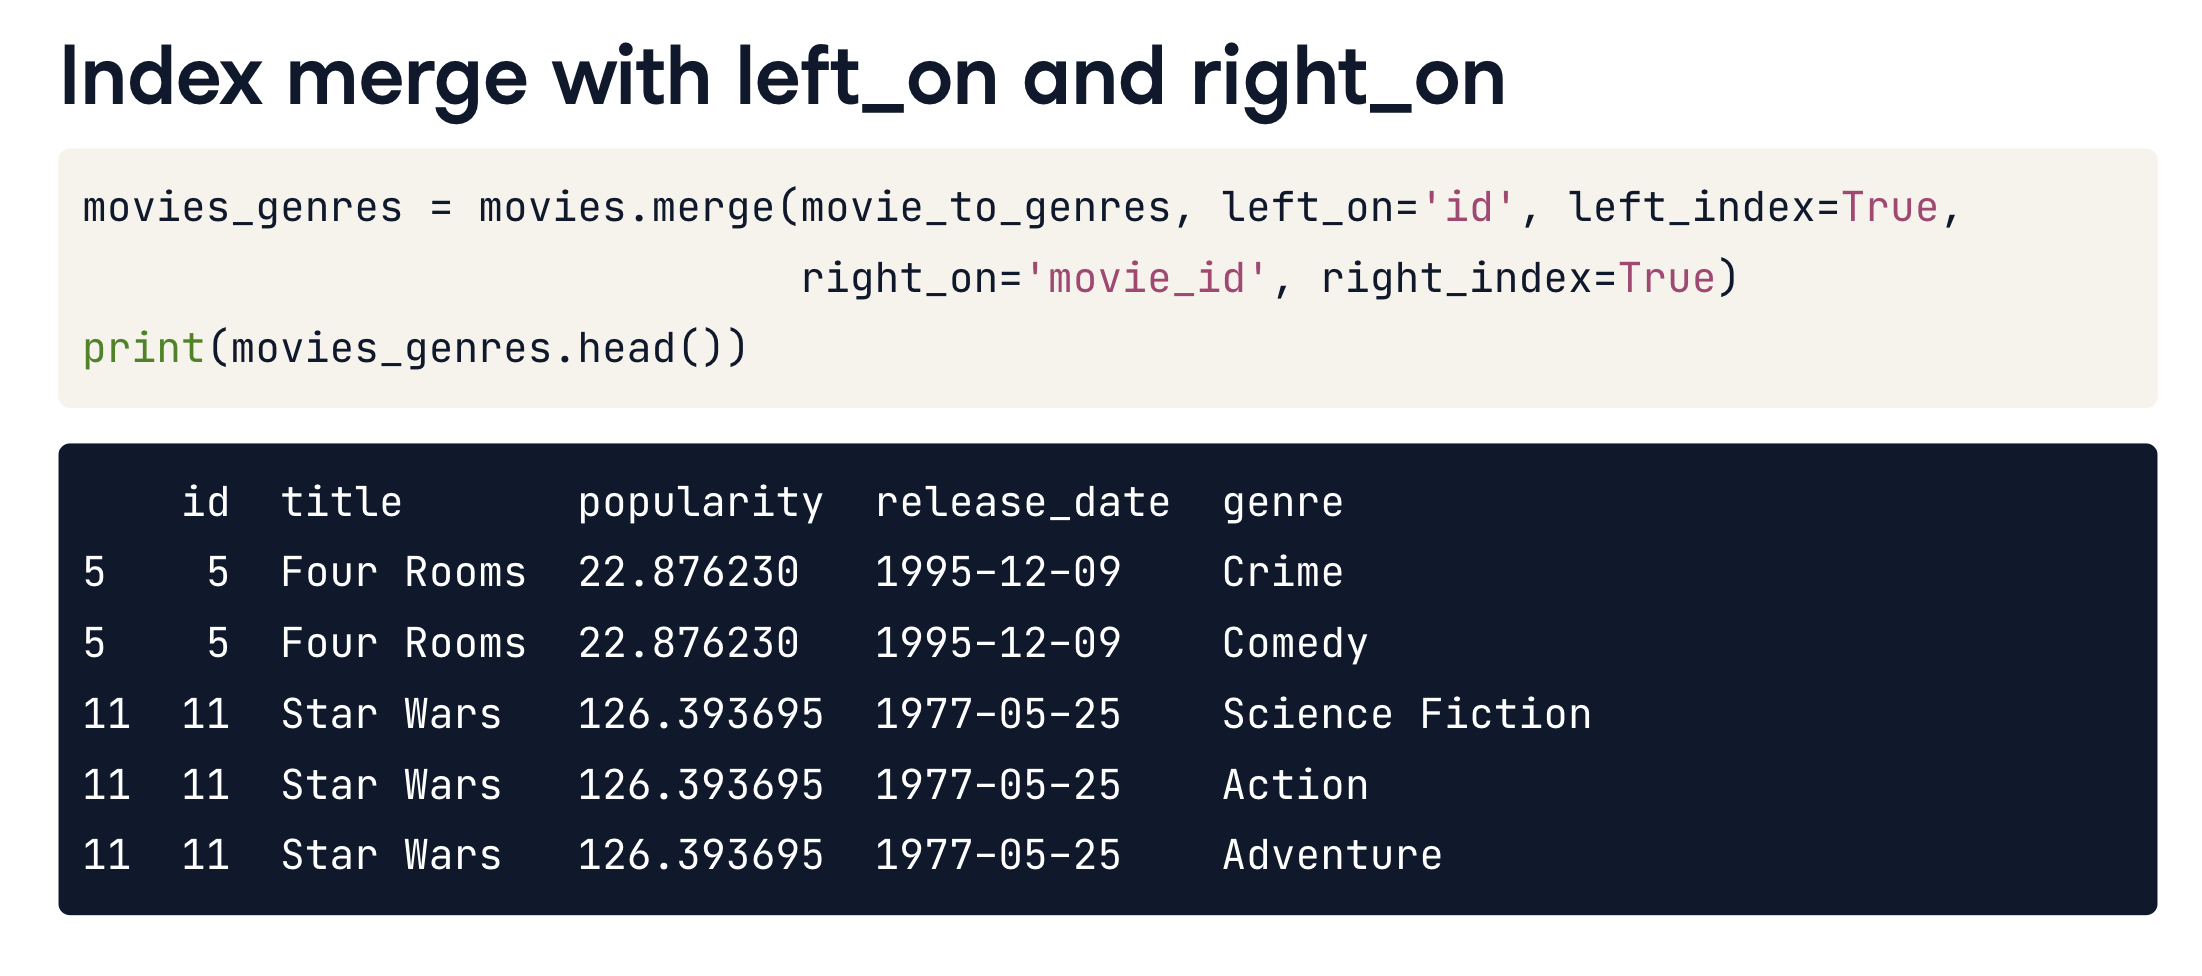 Index merge with left_on and right_on
movies_genres = movies.merge(movie_to_genres, left_on='id', left_index=True,
                             right_on='movie_id', right_index=True)
print(movies_genres.head())
    id  title       popularity  release_date  genre
5    5  Four Rooms  22.876230   1995-12-09    Crime
5    5  Four Rooms  22.876230   1995-12-09    Comedy
11  11  Star Wars   126.393695  1977-05-25    Science Fiction
11  11  Star Wars   126.393695  1977-05-25    Action
11  11  Star Wars   126.393695  1977-05-25    Adventure